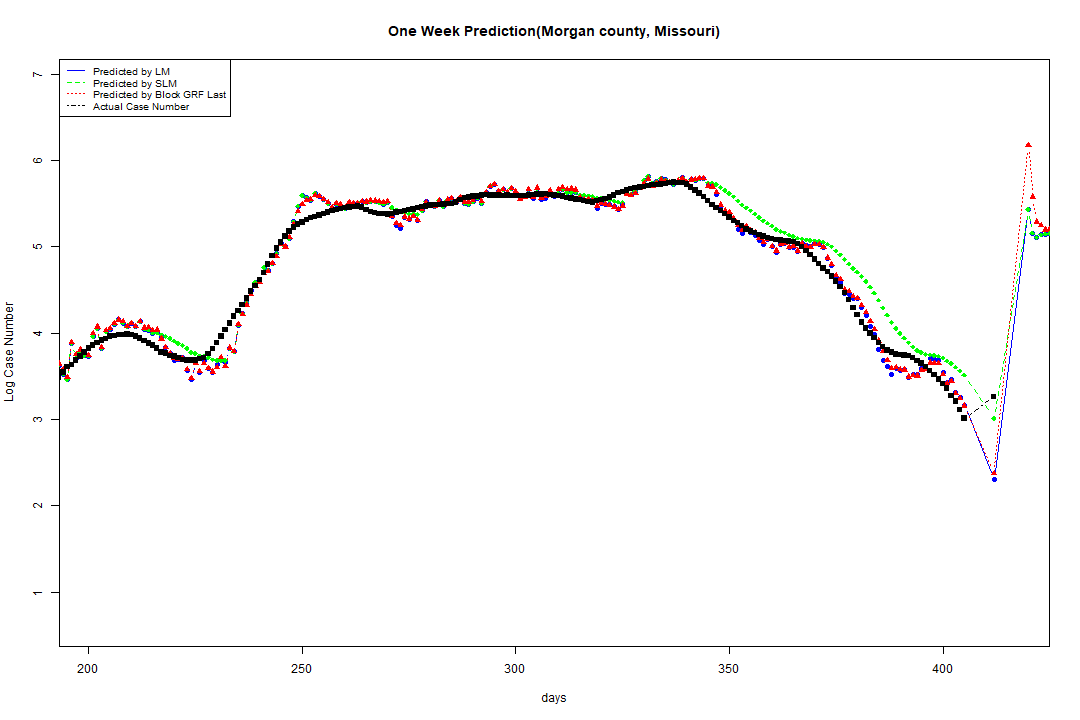 One Week Prediction(Morgan county, Missouri)
Predicted by LM
Predicted by SLM
Predicted by Block GRF Last
Actual Case Number
7
6
5
4
3
2
1
Log Case Number
200 250 300 350 400
days